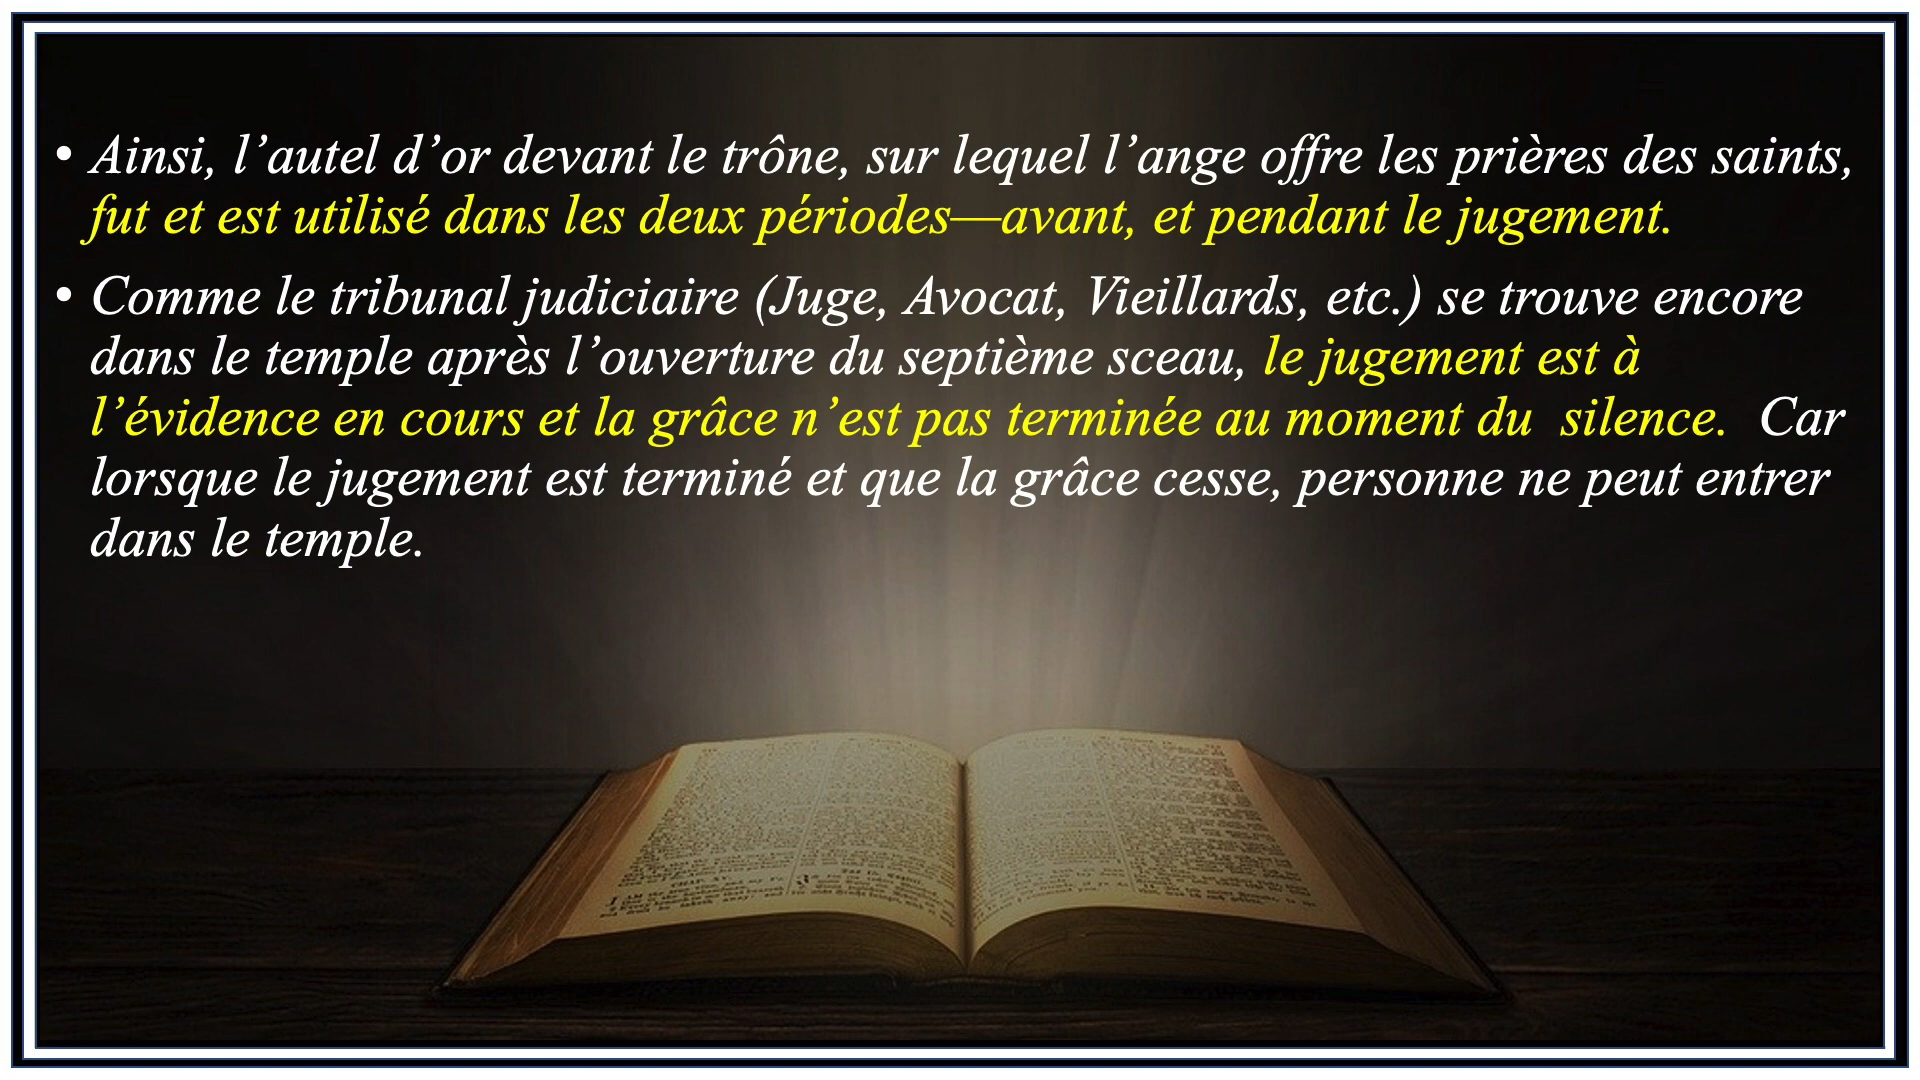 • Ainsi, l’autel d’or devant le trône, sur lequel l’ange offre les prières des saints,
fut et est utilisé dans les deux périodes—avant, et pendant le jugement.
• Comme le tribunal judiciaire (Juge, Avocat, Vieillards, etc.) se trouve encore
dans le temple après l’ouverture du septième sceau, le jugement est à
l’évidence en cours et la grâce n’est pas terminée au moment du  silence.  Car
lorsque le jugement est terminé et que la grâce cesse, personne ne peut entrer
dans le temple.